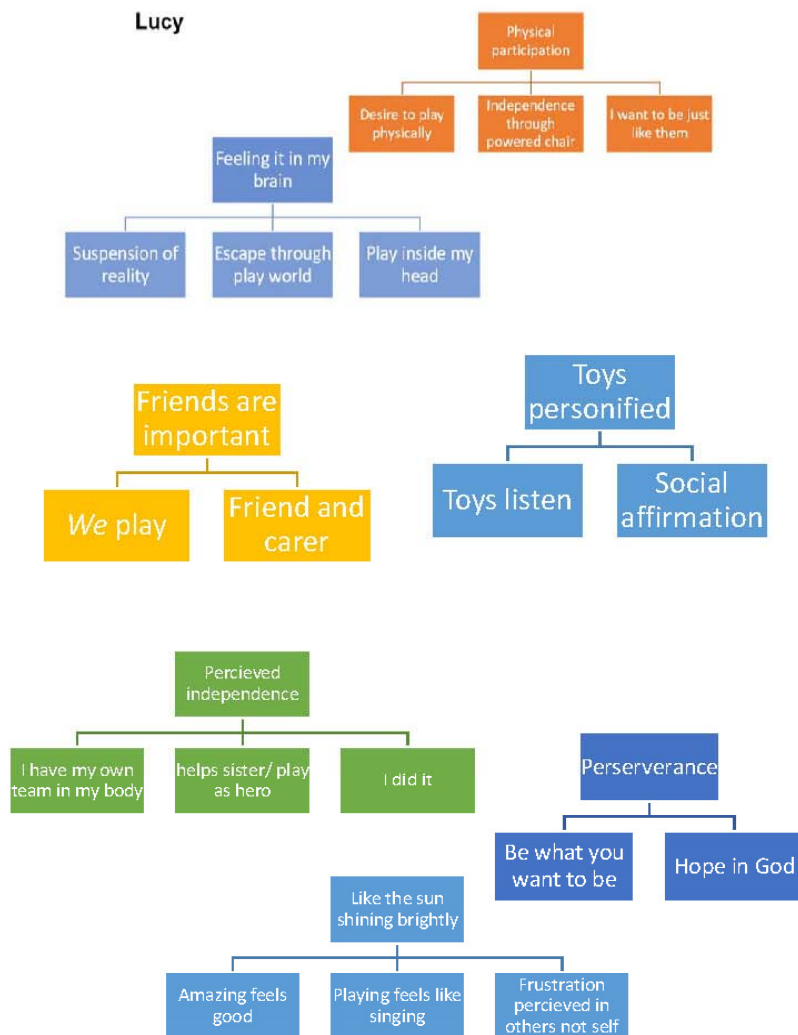 Lucy
Physical
participation
Desire to play
physically
Independence
through
powered chair
I want to be just
like them
Feeling it in my
brain
Suspension of
reality
Escape through
play world
Play inside my
head
Friends are
important
We play
Friend and
carer
Toys
personified
Toys listen
Social
affirmation
Percieved
independence
I have my own
team in my body
helps sister/ play
as hero
I did it
Perserverance
Be what you
want to be
Hope in God
Like the sun
shining brightly
Amazing feels
good
Playing feels like
singing
Frustration
percieved in
others not self